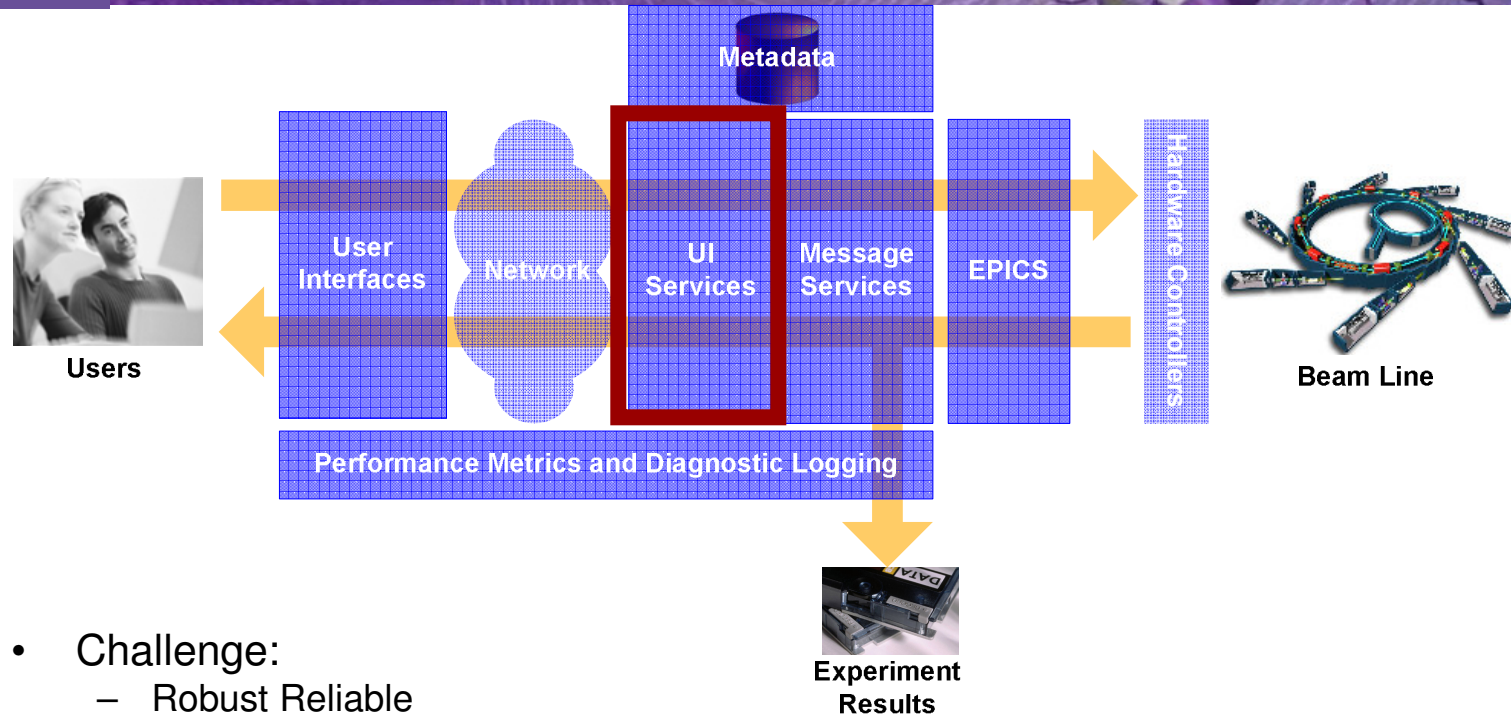 Metadata
User
Interfaces
Network
UI
Services
Message
Services
EPICS
Hardware Controllers
Users
Beam Line
Performance Metrics and Diagnostic Logging
DATA
Experiment
Results
• Challenge:
– Robust Reliable